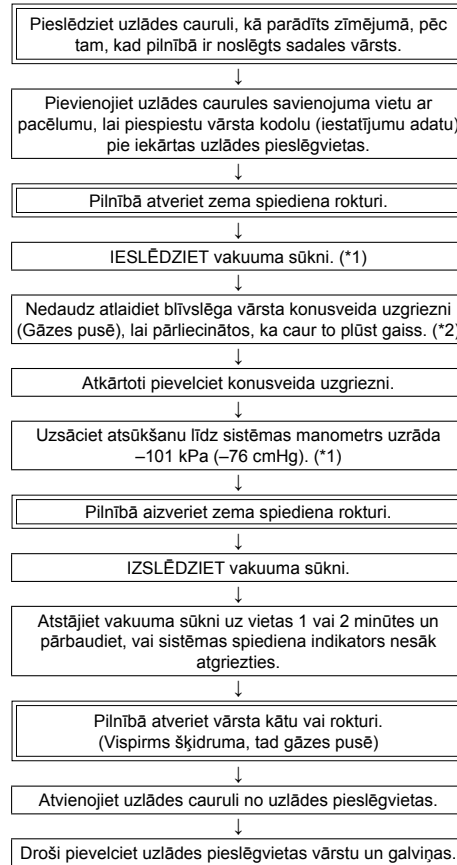 Pieslēdziet uzlādes cauruli, kā parādīts zīmējumā, pēc
tam, kad pilnībā ir noslēgts sadales vārsts.
↓
Pievienojiet uzlādes caurules savienojuma vietu ar
pacēlumu, lai piespiestu vārsta kodolu (iestatījumu adatu)
pie iekārtas uzlādes pieslēgvietas.
↓
Pilnībā atveriet zema spiediena rokturi.
↓
IESLĒDZIET vakuuma sūkni. (*1)
↓
Nedaudz atlaidiet blīvslēga vārsta konusveida uzgriezni
(Gāzes pusē), lai pārliecinātos, ka caur to plūst gaiss. (*2)
↓
Atkārtoti pievelciet konusveida uzgriezni.
↓
Uzsāciet atsūkšanu līdz sistēmas manometrs uzrāda
–101 kPa (–76 cmHg). (*1)
↓
Pilnībā aizveriet zema spiediena rokturi.
↓
IZSLĒDZIET vakuuma sūkni.
↓
Atstājiet vakuuma sūkni uz vietas 1 vai 2 minūtes un
pārbaudiet, vai sistēmas spiediena indikators nesāk
atgriezties.
↓
Pilnībā atveriet vārsta kātu vai rokturi.
(Vispirms šķidruma, tad gāzes pusē)
↓
Atvienojiet uzlādes cauruli no uzlādes pieslēgvietas.
↓
Droši pievelciet uzlādes pieslēgvietas vārstu un galviņas.